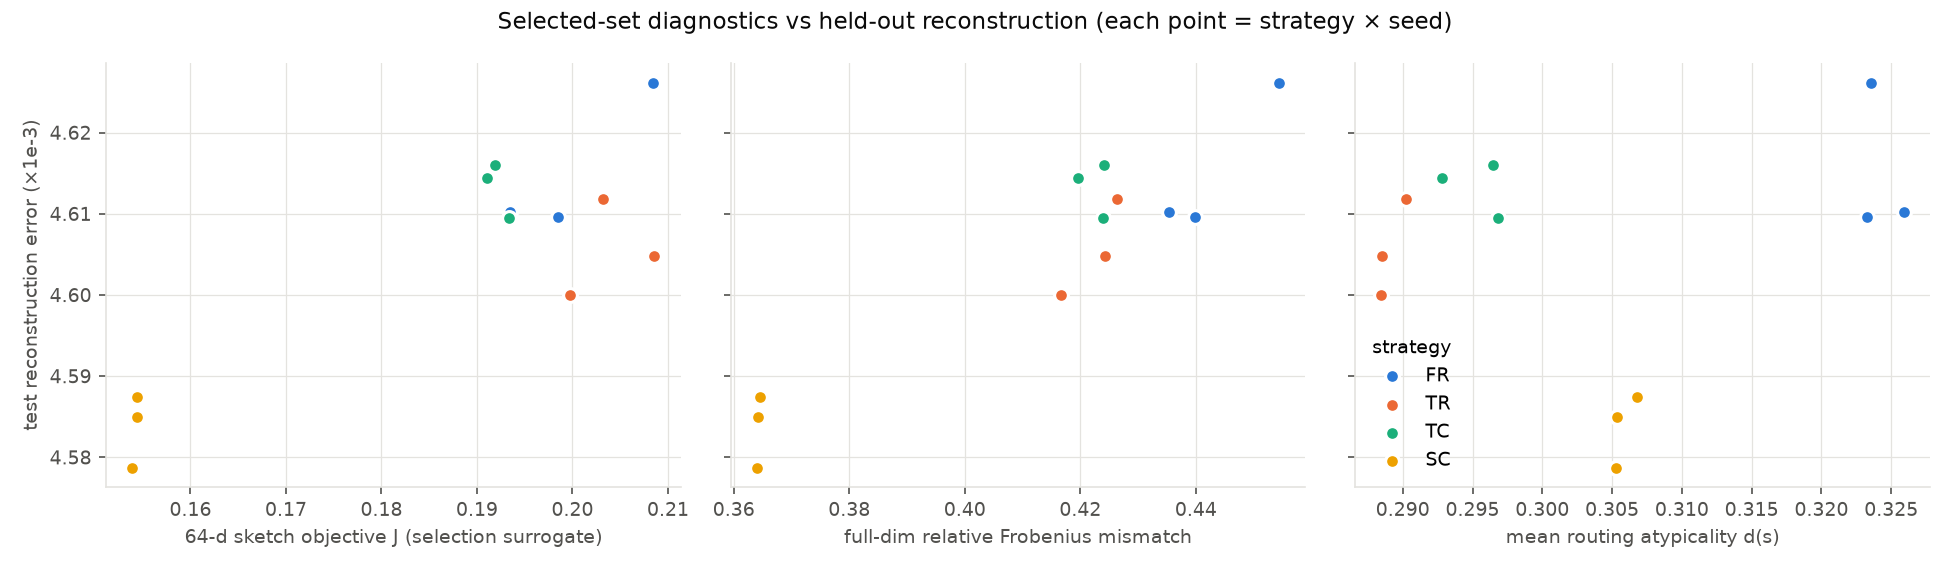 Selected-set diagnostics vs held-out reconstruction (each point = strategy × seed)
test reconstruction error (×1e-3)
4.62
4.61
4.60
4.59
4.58
0.16 0.17 0.18 0.19 0.20 0.21
64-d sketch objective J (selection surrogate)
0.36 0.38 0.40 0.42 0.44
full-dim relative Frobenius mismatch
strategy
FR
TR
TC
SC
0.290 0.295 0.300 0.305 0.310 0.315 0.320 0.325
mean routing atypicality d(s)